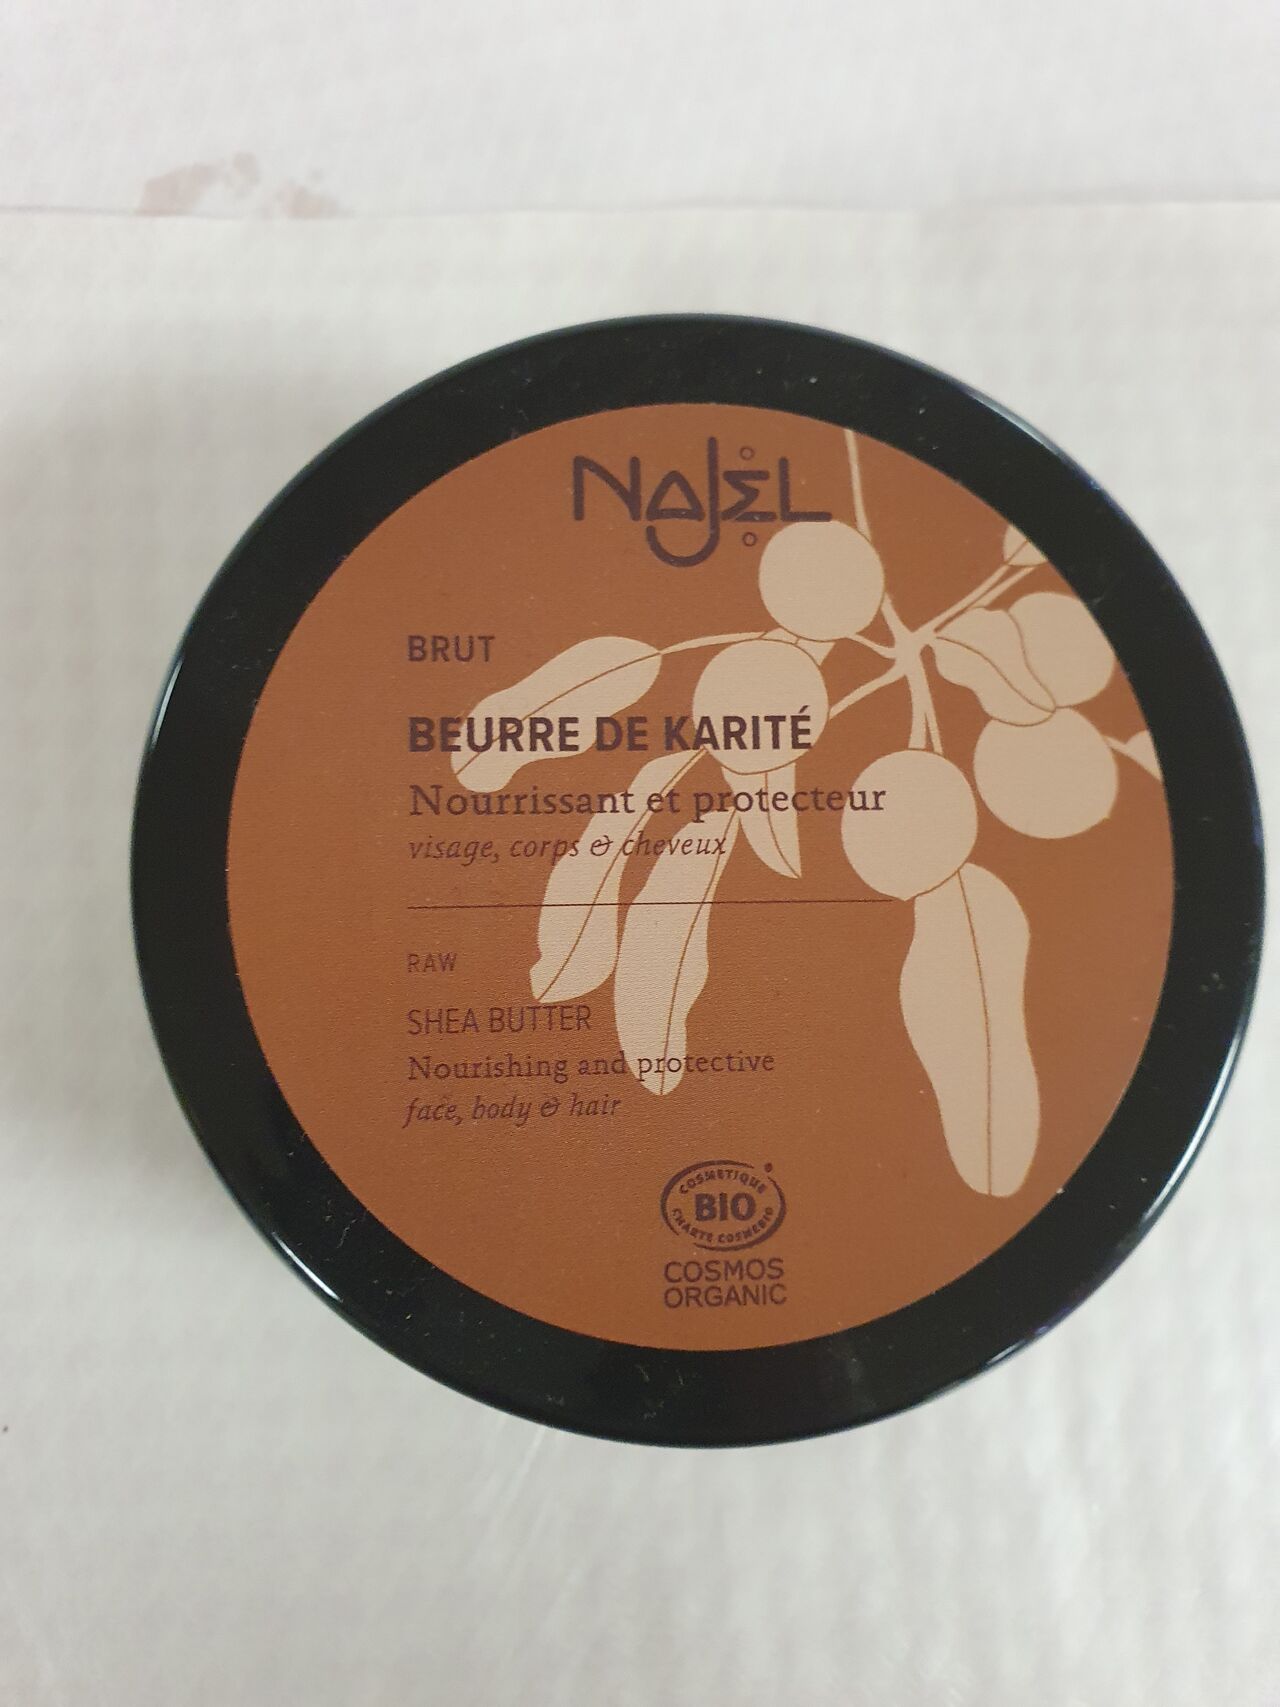 NAJEL
BRUT
BEURRE DE KARITÉ
Nourrissant et protecteur
visage, corps & cheveux
RAW
SHEA BUTTER
Nourishing and protective
face, body & hair
COSMETIQUE
BIO
CHARTE COSMEBIO
COSMOS
ORGANIC